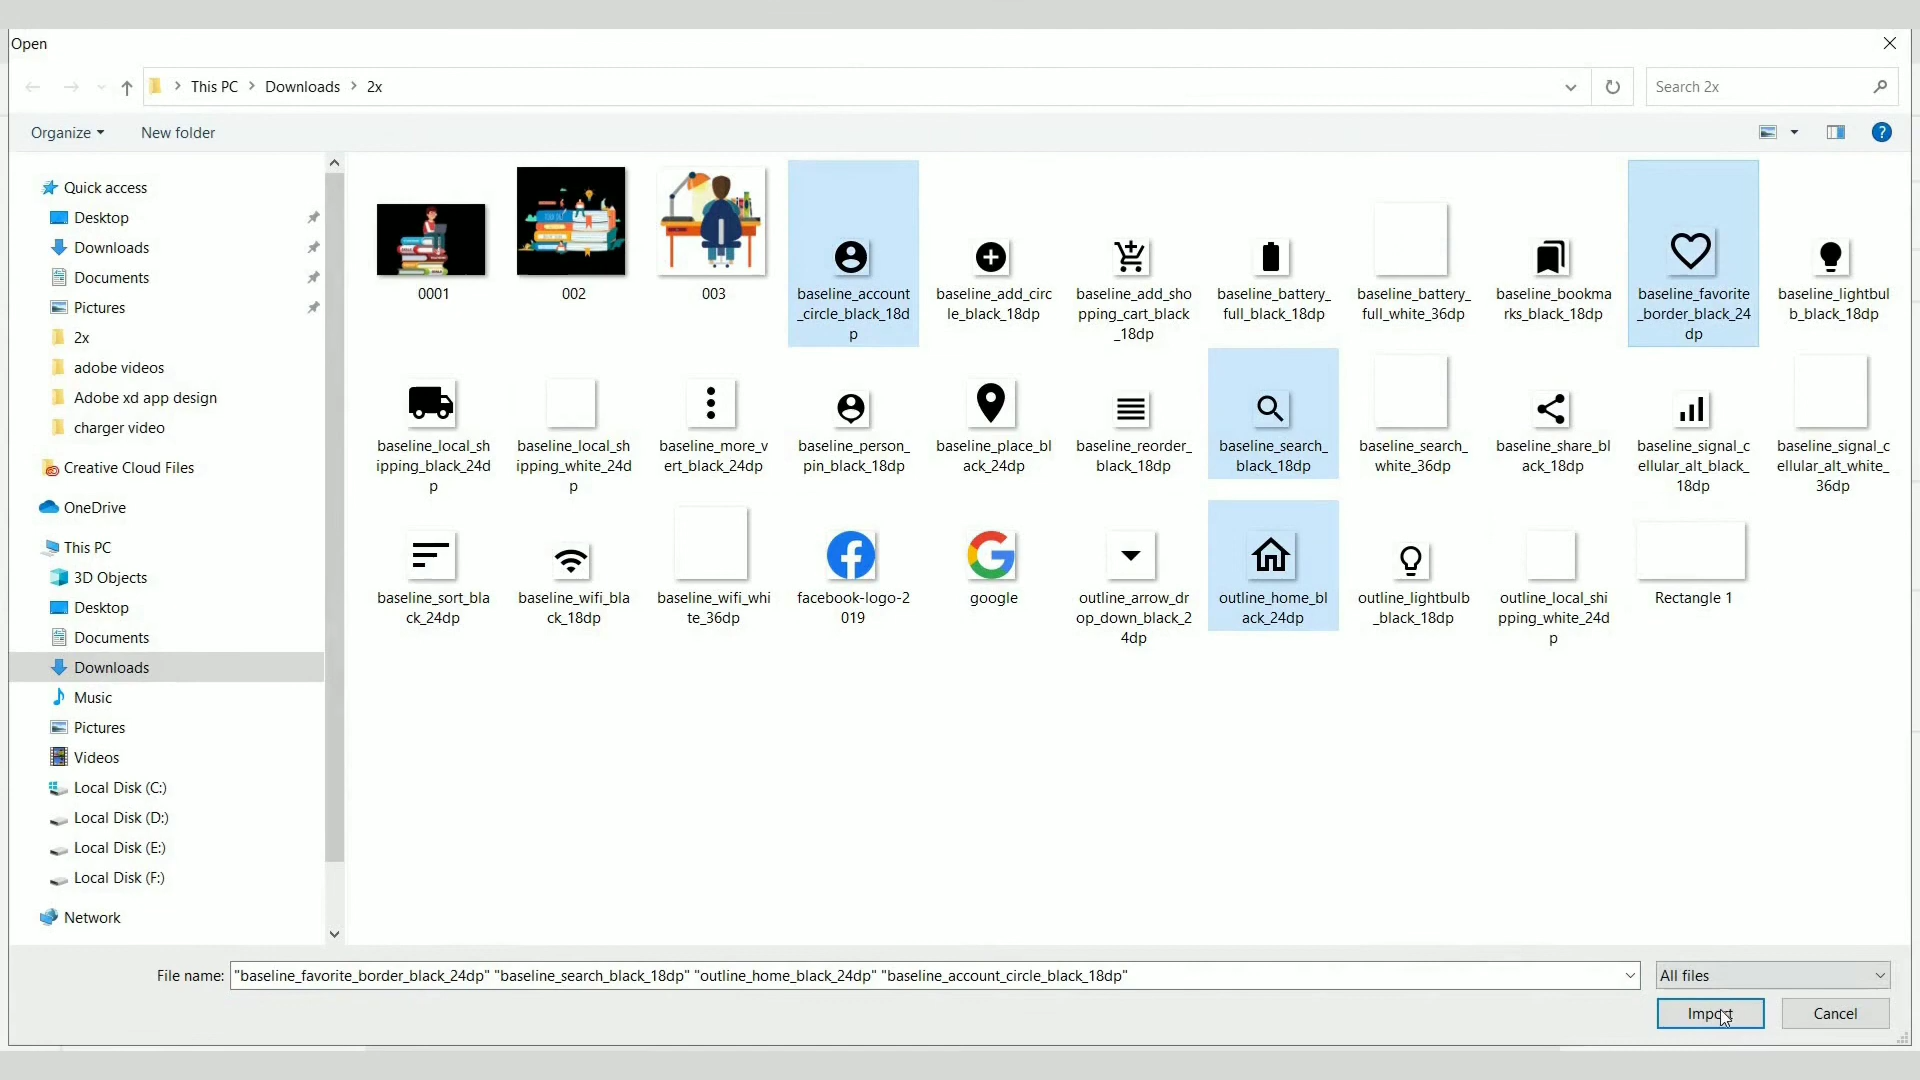 Open
This PC
Downloads
2x
Search 2x
Organize
New folder
Quick access
Desktop
Downloads
Documents
Pictures
2x
adobe videos
Adobe xd app design
charger video
Creative Cloud Files
OneDrive
This PC
3D Objects
Desktop
Documents
Downloads
Music
Pictures
Videos
Local Disk (C:)
Local Disk (D:)
Local Disk (E:)
Local Disk (F:)
Network
0001
002
003
baseline_account
_circle_black_18d
p
baseline_add_circ
le_black_18dp
baseline_add_sho
pping_cart_black
_18dp
baseline_battery_
full_black_18dp
baseline_battery_
full_white_36dp
baseline_bookma
rks_black_18dp
baseline_favorite
_border_black_24
dp
baseline_lightbul
b_black_18dp
baseline_local_sh
ipping_black_24d
p
baseline_local_sh
ipping_white_24d
p
baseline_more_v
ert_black_24dp
baseline_person_
pin_black_18dp
baseline_place_bl
ack_24dp
baseline_reorder_
black_18dp
baseline_search_
black_18dp
baseline_search_
white_36dp
baseline_share_bl
ack_18dp
baseline_signal_c
ellular_alt_black_
18dp
baseline_signal_c
ellular_alt_white_
36dp
baseline_sort_bla
ck_24dp
baseline_wifi_bla
ck_18dp
baseline_wifi_whi
te_36dp
facebook-logo-2
019
google
outline_arrow_dr
op_down_black_2
4dp
outline_home_bl
ack_24dp
outline_lightbulb
_black_18dp
outline_local_shi
pping_white_24d
p
Rectangle 1
File name:
"baseline_favorite_border_black_24dp" "baseline_search_black_18dp" "outline_home_black_24dp" "baseline_account_circle_black_18dp"
All files
Import
Cancel